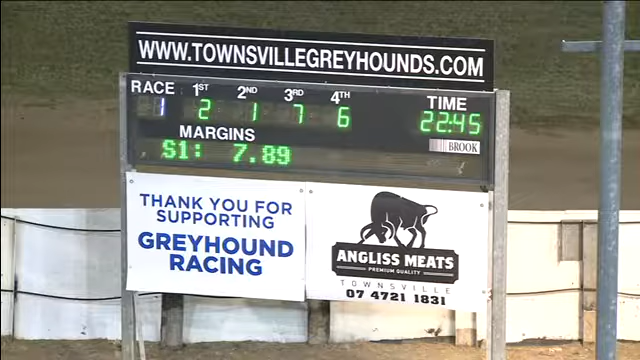 WWW.TOWNSVILLEGREYHOUNDS.COM
RACE 1ST 2ND 3RD 4TH TIME
1 2 1 7 6 22:45
MARGINS
BROOK
S1: 7.89
THANK YOU FOR
SUPPORTING
GREYHOUND
RACING
ANGLISS MEATS
PREMIUM QUALITY
TOWNSVILLE
07 4721 1831